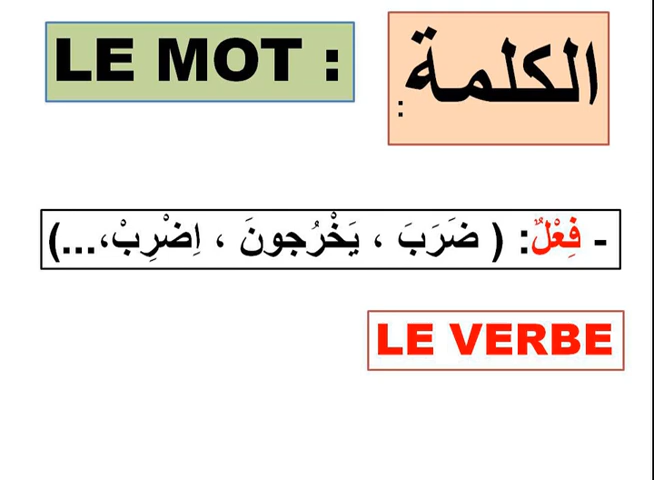 LE MOT :
الكلمة :
- فِعْلٌ: ( ضَرَبَ ، يَخْرُجونَ ، اِضْرِبْ،...)
LE VERBE